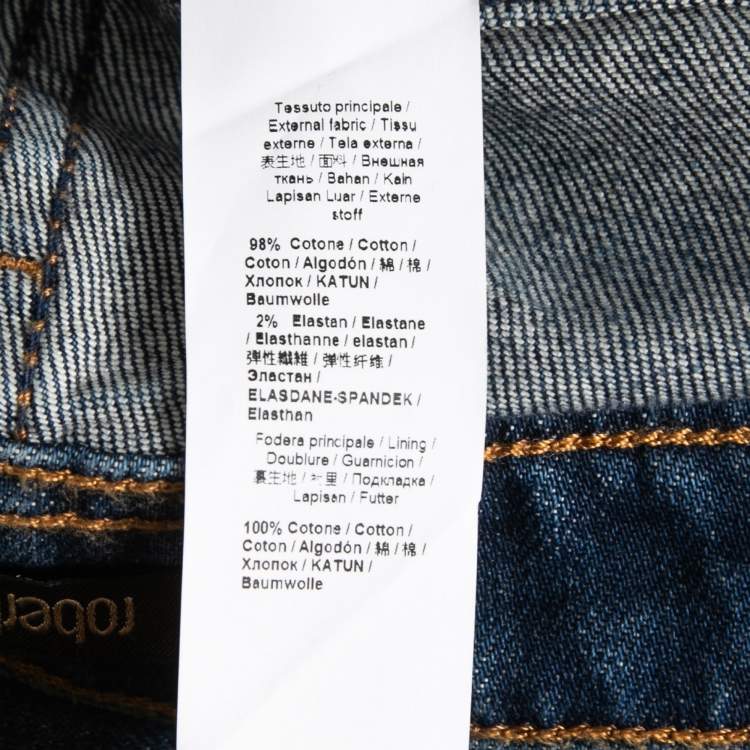 Tessuto principale /
External fabric / Tissu
externe / Tela externa /
表生地 / 面料 / Внешная
ткань / Bahan / Kain
Lapisan Luar / Externe
stoff
98% Cotone / Cotton /
Coton / Algodón / 綿 / 棉 /
Хлопок / KATUN /
Baumwolle
2% Elastan / Elastane
/ Elasthanne / elastan /
弹性纖維 / 弹性纤维 /
Эластан /
ELASDANE-SPANDEK /
Elasthan
Fodera principale / Lining /
Doublure / Guarnicion /
裏生地 / 衬里 / Подкладка /
Lapisan / Futter
100% Cotone / Cotton /
Coton / Algodón / 綿 / 棉 /
Хлопок / KATUN /
Baumwolle